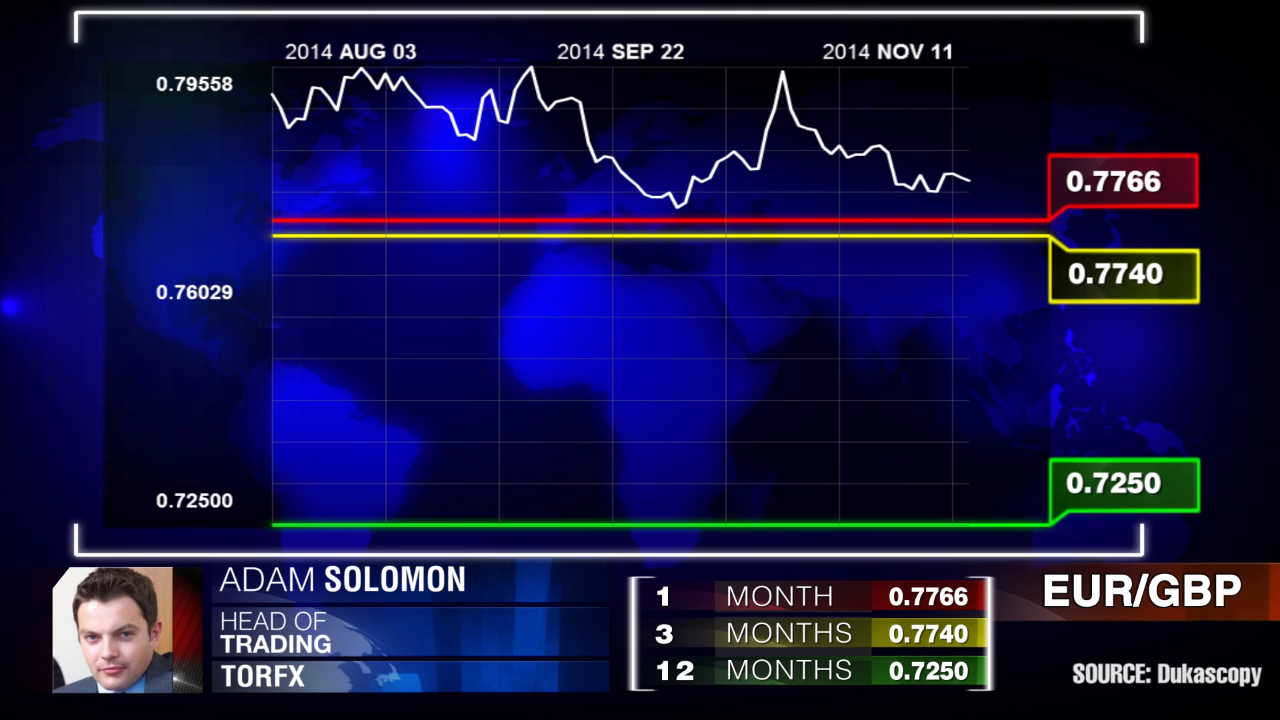 2014 AUG 03 2014 SEP 22 2014 NOV 11
0.79558
0.7766
0.7740
0.76029
0.7250
0.72500
ADAM SOLOMON
HEAD OF
TRADING
TORFX
1 MONTH 0.7766
3 MONTHS 0.7740
12 MONTHS 0.7250
EUR/GBP
SOURCE: Dukascopy